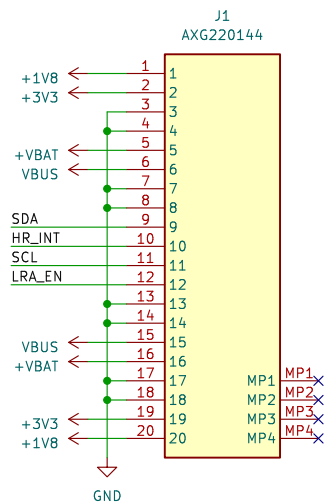 J1
AXG220144
+1V8 1 1
+3V3 2 2
3 3
4 4
+VBAT 5 5
VBUS 6 6
7 7
8 8
SDA 9 9
HR_INT 10 10
SCL 11 11
LRA_EN 12 12
13 13
14 14
VBUS 15 15
+VBAT 16 16
17 17 MP1 MP1
18 18 MP2 MP2
+3V3 19 19 MP3 MP3
+1V8 20 20 MP4 MP4
GND